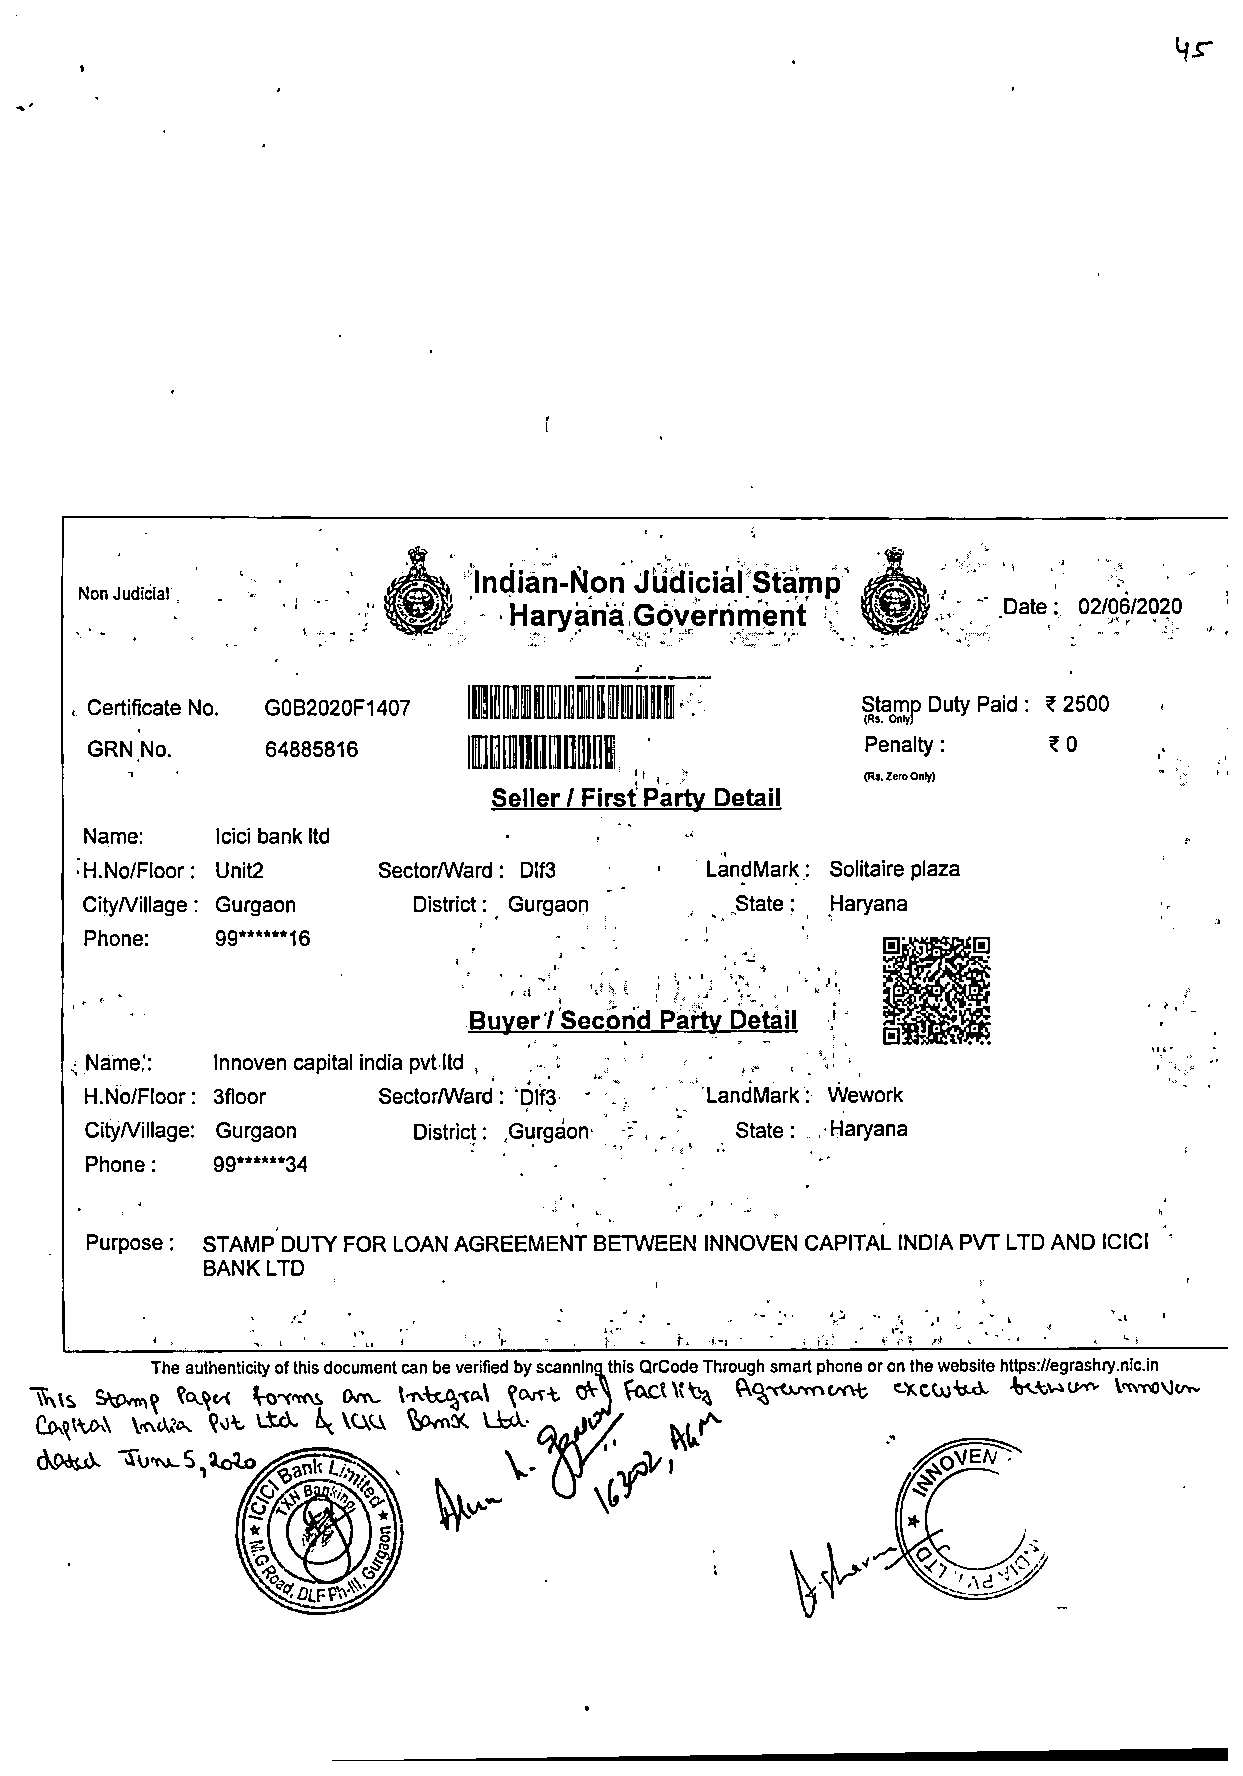 45
Non Judicial
Indian-Non Judicial Stamp
Haryana Government
Date : 02/06/2020
Certificate No. G0B2020F1407
Stamp Duty Paid : ₹ 2500
(Rs. Only)
GRN No. 64885816
Penalty : ₹ 0
(Rs. Zero Only)
Seller / First Party Detail
Name: Icici bank ltd
H.No/Floor : Unit2 Sector/Ward : Dlf3 LandMark : Solitaire plaza
City/Village : Gurgaon District : Gurgaon State : Haryana
Phone: 99******16
Buyer / Second Party Detail
Name : Innoven capital india pvt ltd
H.No/Floor : 3floor Sector/Ward : Dlf3 LandMark : Wework
City/Village: Gurgaon District : Gurgaon State : Haryana
Phone : 99******34
Purpose : STAMP DUTY FOR LOAN AGREEMENT BETWEEN INNOVEN CAPITAL INDIA PVT LTD AND ICICI
BANK LTD
The authenticity of this document can be verified by scanning this QrCode Through smart phone or on the website https://egrashry.nic.in
This Stamp Paper forms an integral part of Facility Agreement executed between Innoven
Capital India Pvt Ltd & ICICI Bank Ltd.
dated June 5, 2020
16302, AGM
ICICI Bank Limited
TXN Banking
M.G Road, DLF Ph-III, Gurgaon
INNOVEN
DIA PVT. LTD